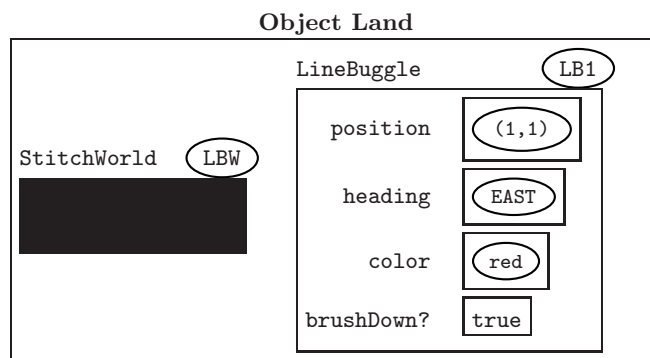 Object Land
LineBuggle LB1
position (1,1)
StitchWorld LBW
heading EAST
color red
brushDown? true